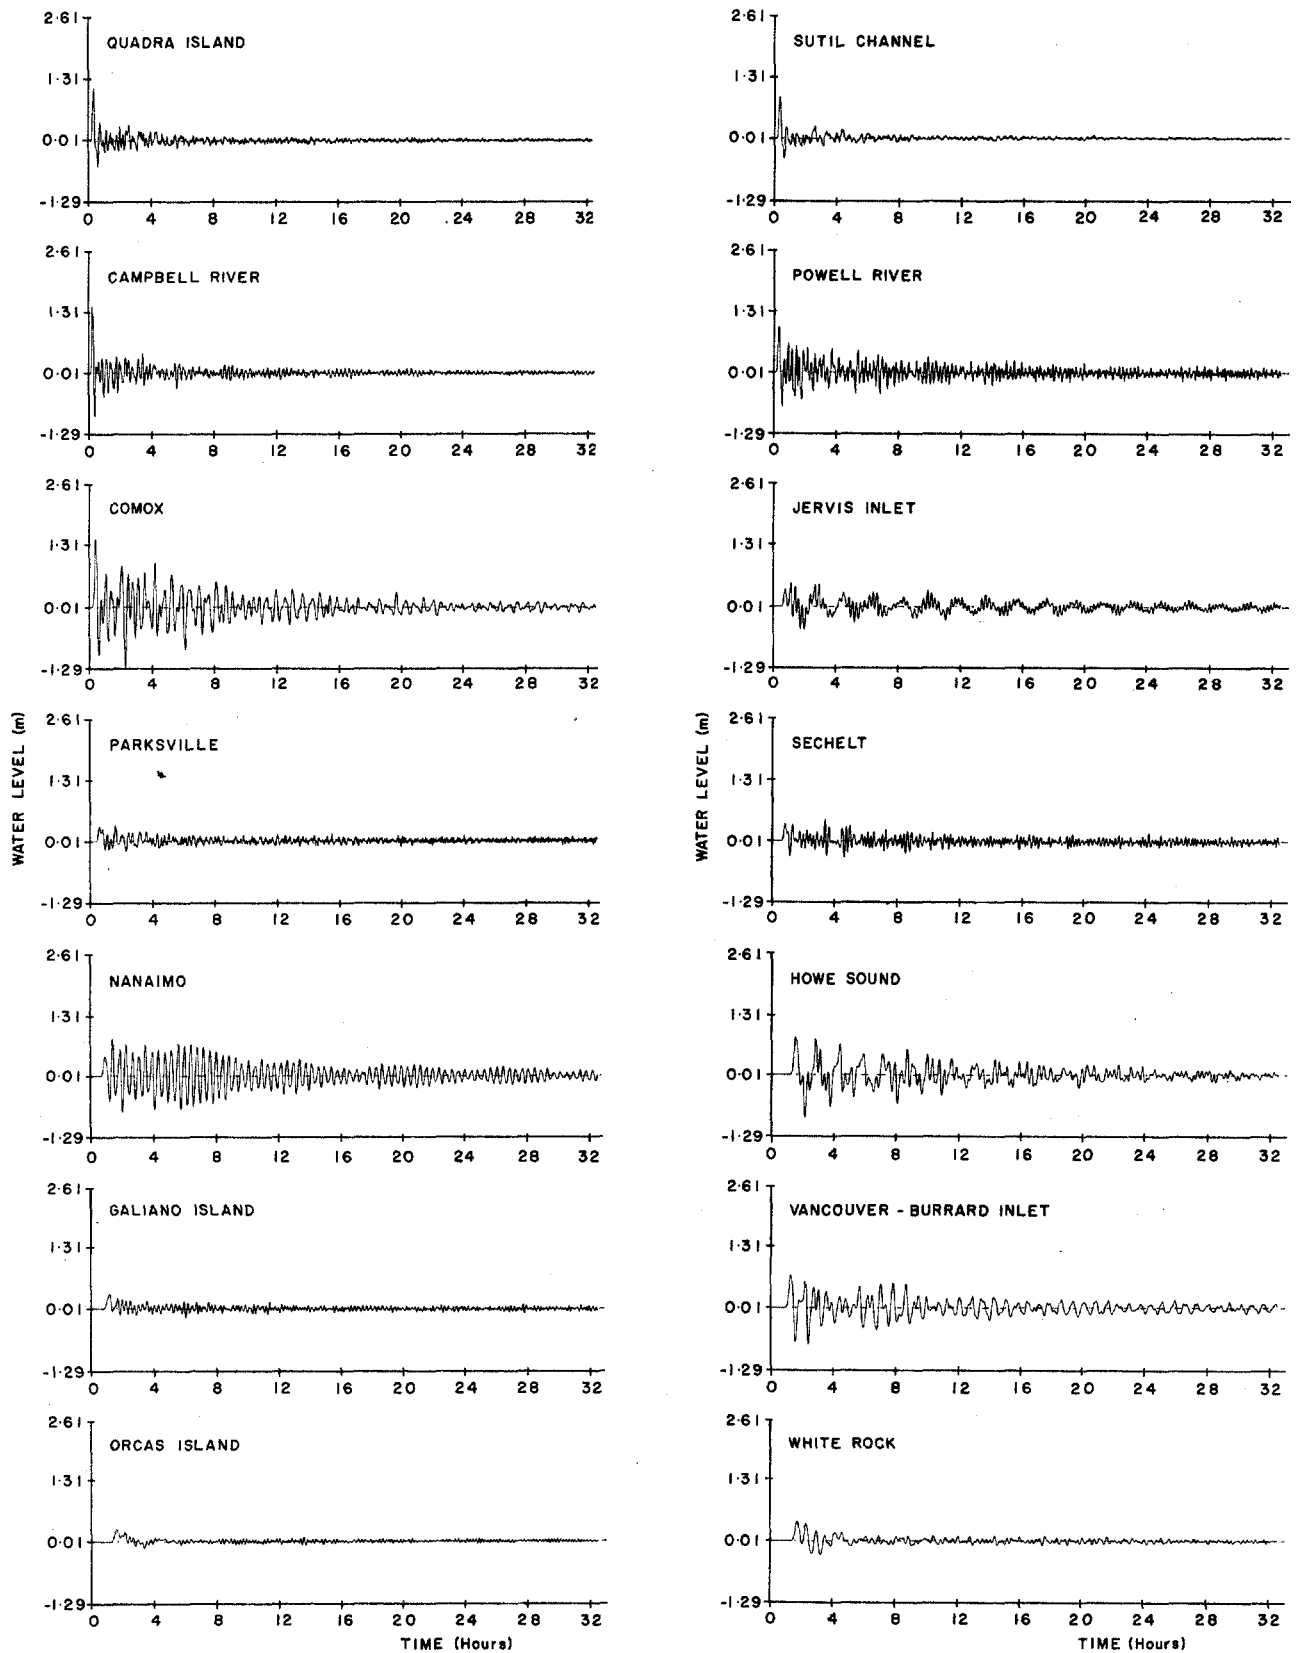 QUADRA ISLAND
2·61
1·31
0·01
-1·29
0 4 8 12 16 20 .24 28 32
SUTIL CHANNEL
2·61
1·31
0·01
-1·29
0 4 8 12 16 20 24 28 32
CAMPBELL RIVER
2·61
1·31
0·01
-1·29
0 4 8 12 16 20 24 28 32
POWELL RIVER
2·61
1·31
0·01
-1·29
0 4 8 12 16 20 24 28 32
COMOX
2·61
1·31
0·01
-1·29
0 4 8 12 16 20 24 28 32
JERVIS INLET
2·61
1·31
0·01
-1·29
0 4 8 12 16 20 24 28 32
WATER LEVEL (m)
PARKSVILLE
2·61
1·31
0·01
-1·29
0 4 8 12 16 20 24 28 32
WATER LEVEL (m)
SECHELT
2·61
1·31
0·01
-1·29
0 4 8 12 16 20 24 28 32
NANAIMO
2·61
1·31
0·01
-1·29
0 4 8 12 16 20 24 28 32
HOWE SOUND
2·61
1·31
0·01
-1·29
0 4 8 12 16 20 24 28 32
GALIANO ISLAND
2·61
1·31
0·01
-1·29
0 4 8 12 16 20 24 28 32
VANCOUVER - BURRARD INLET
2·61
1·31
0·01
-1·29
0 4 8 12 16 20 24 28 32
ORCAS ISLAND
2·61
1·31
0·01
-1·29
0 4 8 12 16 20 24 28 32
TIME (Hours)
WHITE ROCK
2·61
1·31
0·01
-1·29
0 4 8 12 16 20 24 28 32
TIME (Hours)